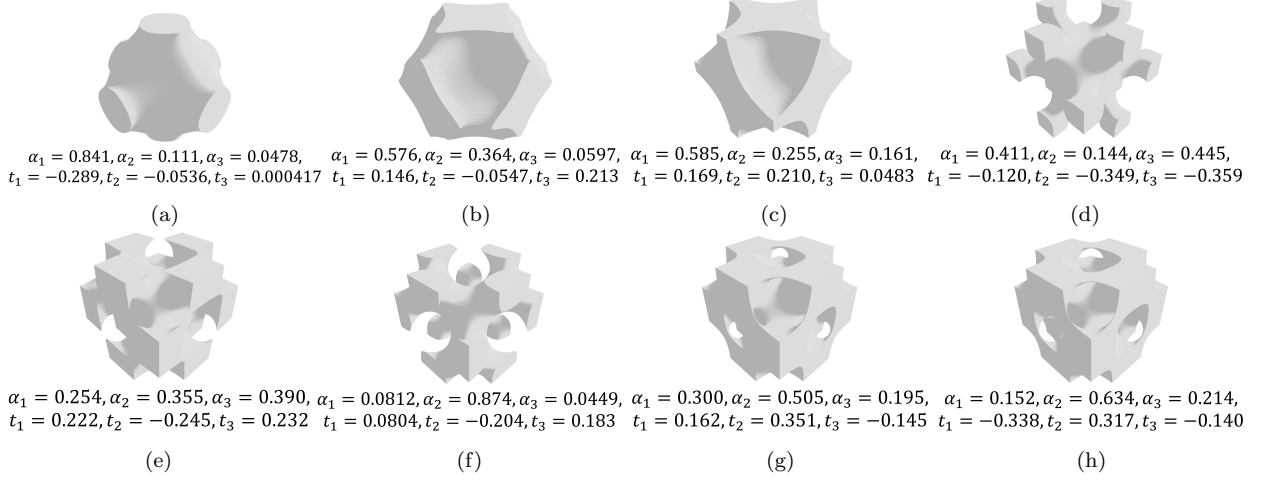 α₁ = 0.841, α₂ = 0.111, α₃ = 0.0478,
t₁ = −0.289, t₂ = −0.0536, t₃ = 0.000417
(a)
α₁ = 0.576, α₂ = 0.364, α₃ = 0.0597,
t₁ = 0.146, t₂ = −0.0547, t₃ = 0.213
(b)
α₁ = 0.585, α₂ = 0.255, α₃ = 0.161,
t₁ = 0.169, t₂ = 0.210, t₃ = 0.0483
(c)
α₁ = 0.411, α₂ = 0.144, α₃ = 0.445,
t₁ = −0.120, t₂ = −0.349, t₃ = −0.359
(d)
α₁ = 0.254, α₂ = 0.355, α₃ = 0.390,
t₁ = 0.222, t₂ = −0.245, t₃ = 0.232
(e)
α₁ = 0.0812, α₂ = 0.874, α₃ = 0.0449,
t₁ = 0.0804, t₂ = −0.204, t₃ = 0.183
(f)
α₁ = 0.300, α₂ = 0.505, α₃ = 0.195,
t₁ = 0.162, t₂ = 0.351, t₃ = −0.145
(g)
α₁ = 0.152, α₂ = 0.634, α₃ = 0.214,
t₁ = −0.338, t₂ = 0.317, t₃ = −0.140
(h)